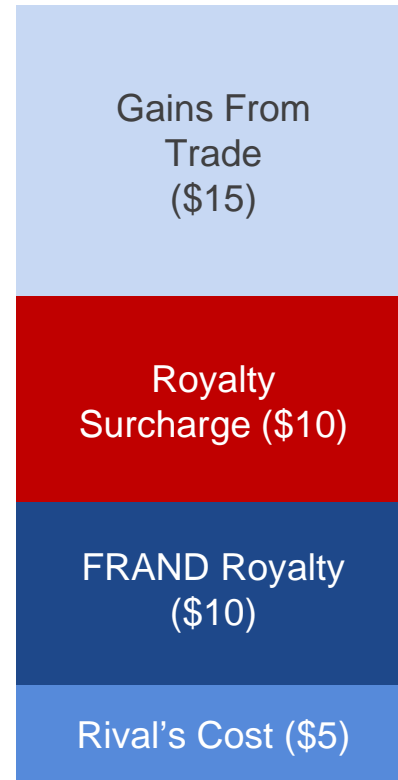 Gains From
Trade
($15)
Royalty
Surcharge ($10)
FRAND Royalty
($10)
Rival's Cost ($5)